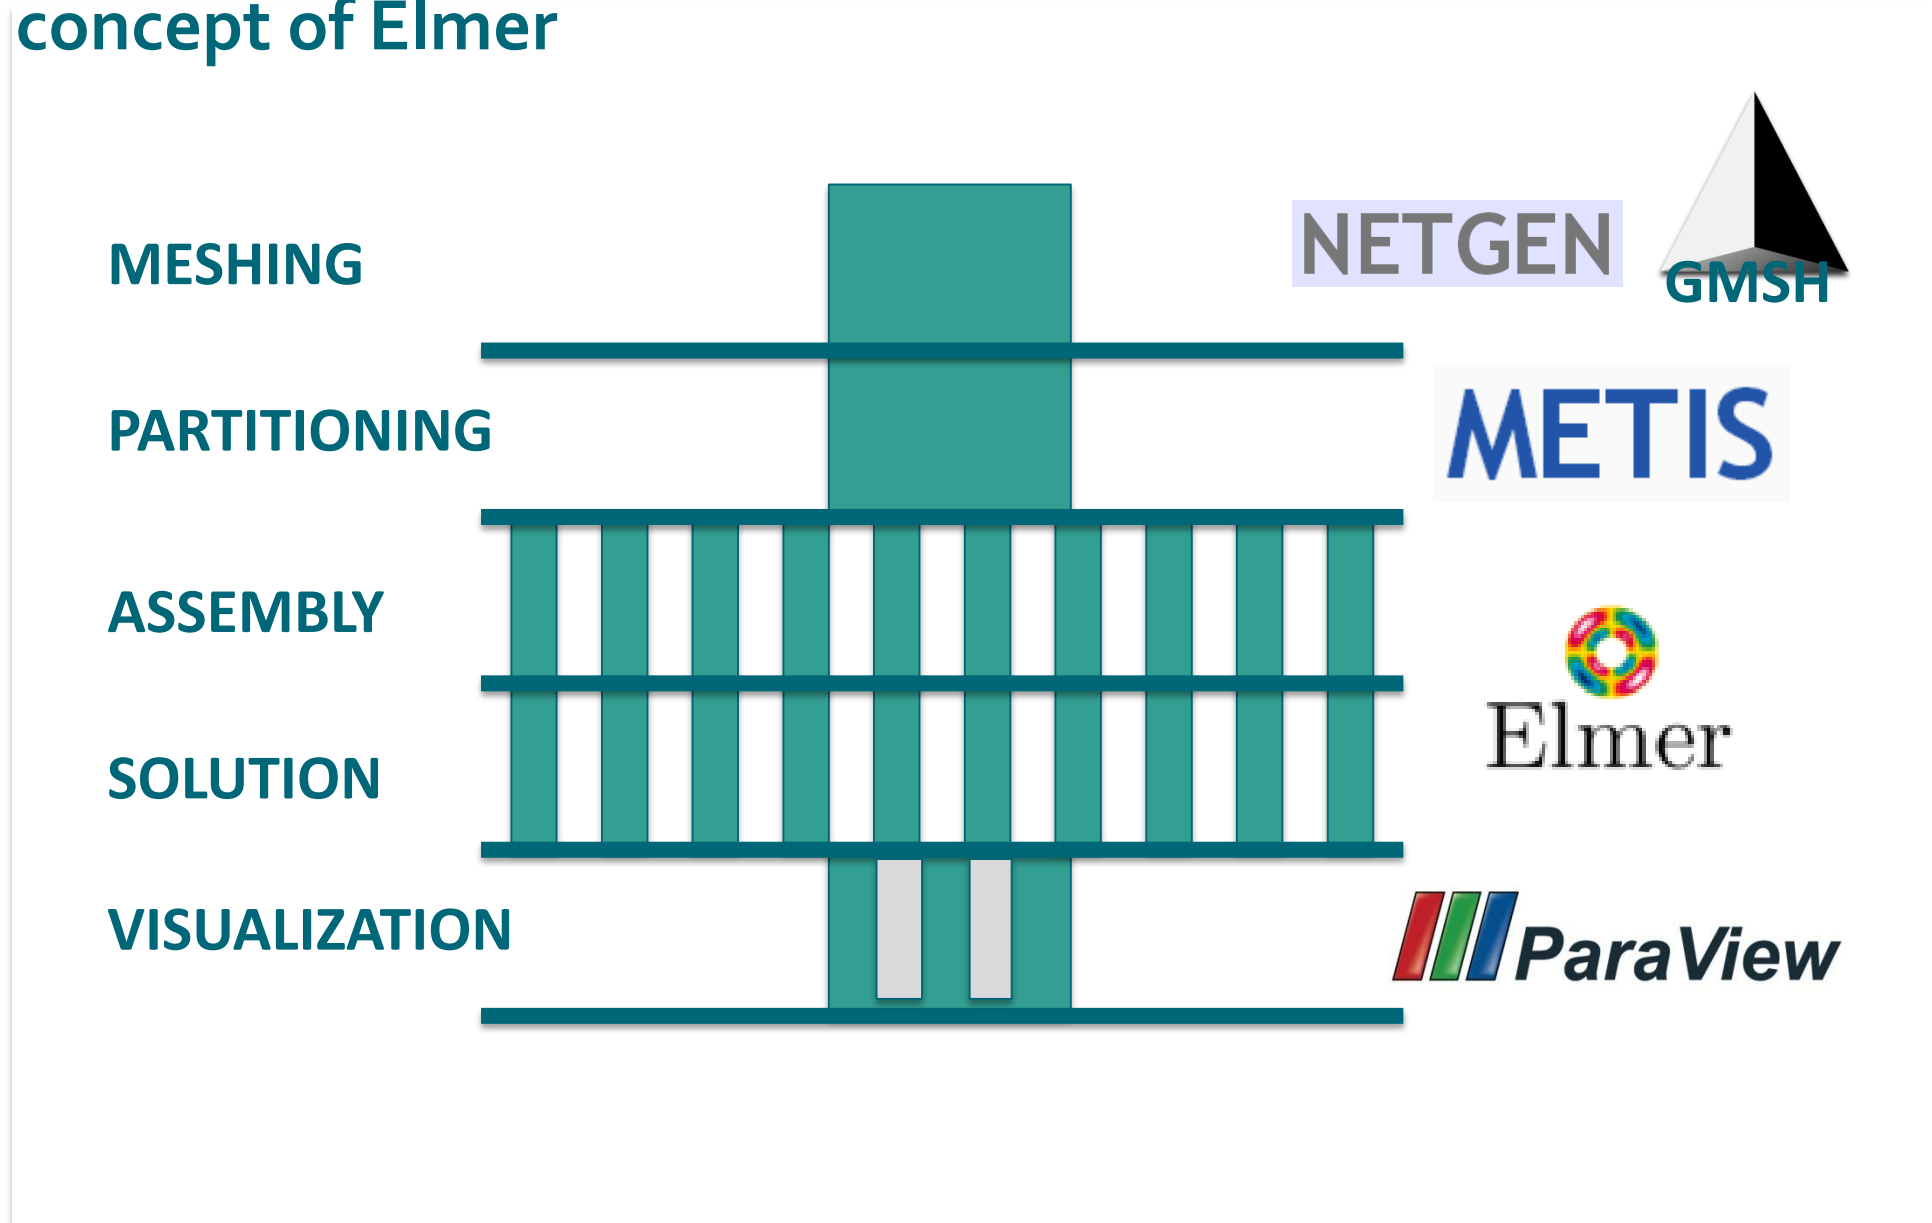 concept of Elmer
MESHING
NETGEN
GMSH
PARTITIONING
METIS
ASSEMBLY
Elmer
SOLUTION
VISUALIZATION
ParaView